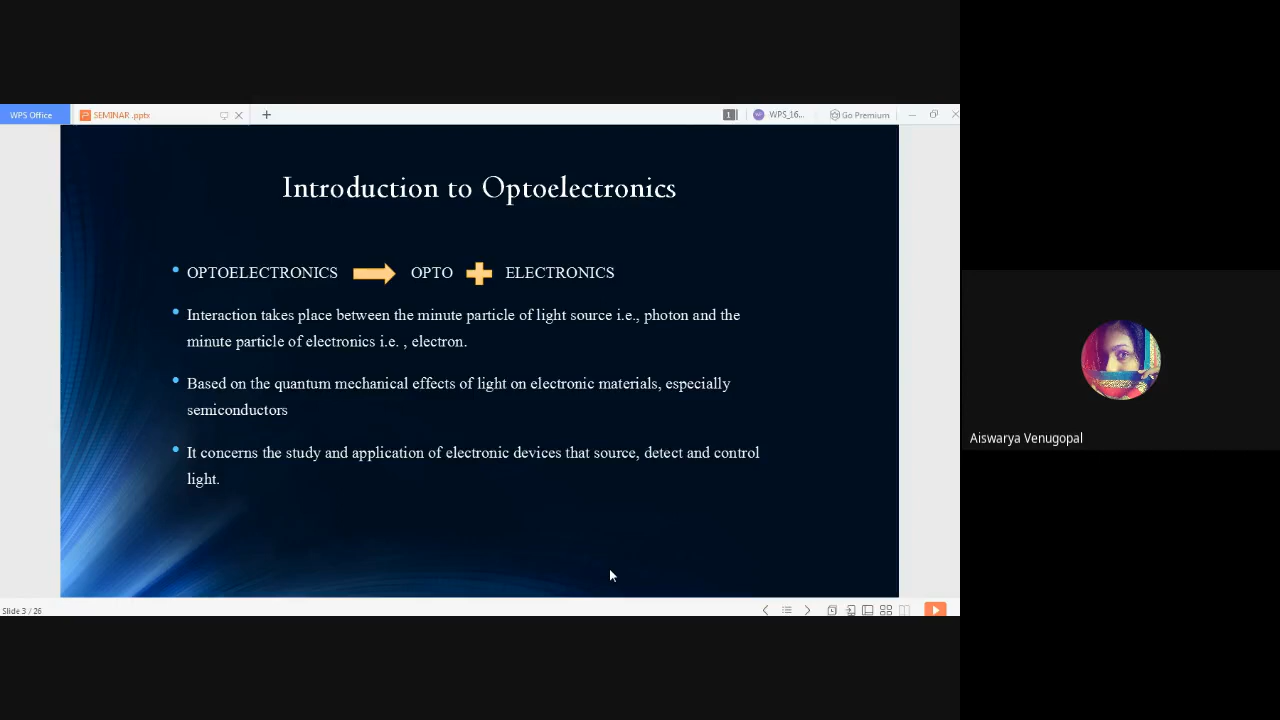 WPS Office
SEMINAR .pptx
1
WPS_16...
Go Premium
Introduction to Optoelectronics
OPTOELECTRONICS OPTO ELECTRONICS
Interaction takes place between the minute particle of light source i.e., photon and the
minute particle of electronics i.e. , electron.
Based on the quantum mechanical effects of light on electronic materials, especially
semiconductors
It concerns the study and application of electronic devices that source, detect and control
light.
Aiswarya Venugopal
Slide 3 / 26